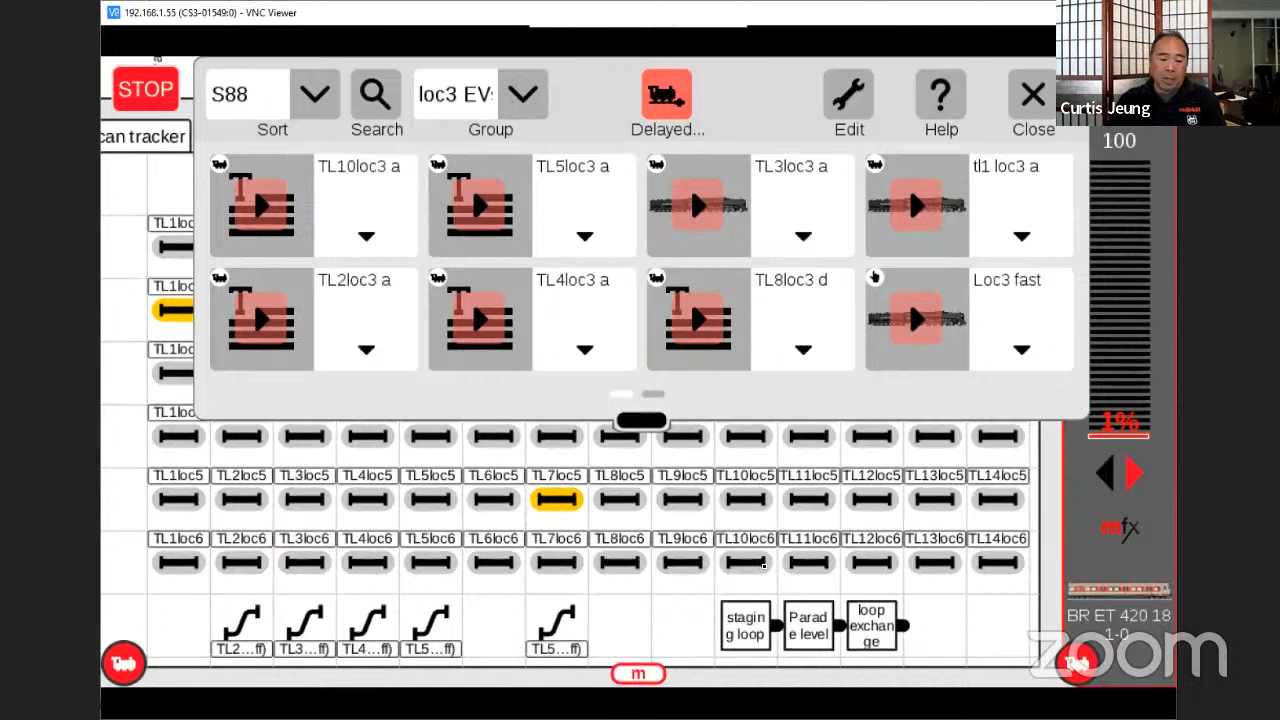 192.168.1.55 (CS3-01549:0) - VNC Viewer
STOP
S88
loc3 EV
Sort
Search
Group
Delayed...
Edit
Help
Close
Curtis Jeung
can tracker
100
TL10loc3 a
TL5loc3 a
TL3loc3 a
tl1 loc3 a
TL2loc3 a
TL4loc3 a
TL8loc3 d
Loc3 fast
TL1loc
TL1loc
TL1loc
TL1loc
1%
TL1loc5 TL2loc5 TL3loc5 TL4loc5 TL5loc5 TL6loc5 TL7loc5 TL8loc5 TL9loc5 TL10loc5 TL11loc5 TL12loc5 TL13loc5 TL14loc5
mfx
TL1loc6 TL2loc6 TL3loc6 TL4loc6 TL5loc6 TL6loc6 TL7loc6 TL8loc6 TL9loc6 TL10loc6 TL11loc6 TL12loc6 TL13loc6 TL14loc6
stagin
g loop
Parad
e level
loop
exchan
ge
BR ET 420 18
1-0
TL2...ff) TL3...ff) TL4...ff) TL5...ff) TL5...ff)
zoom
m